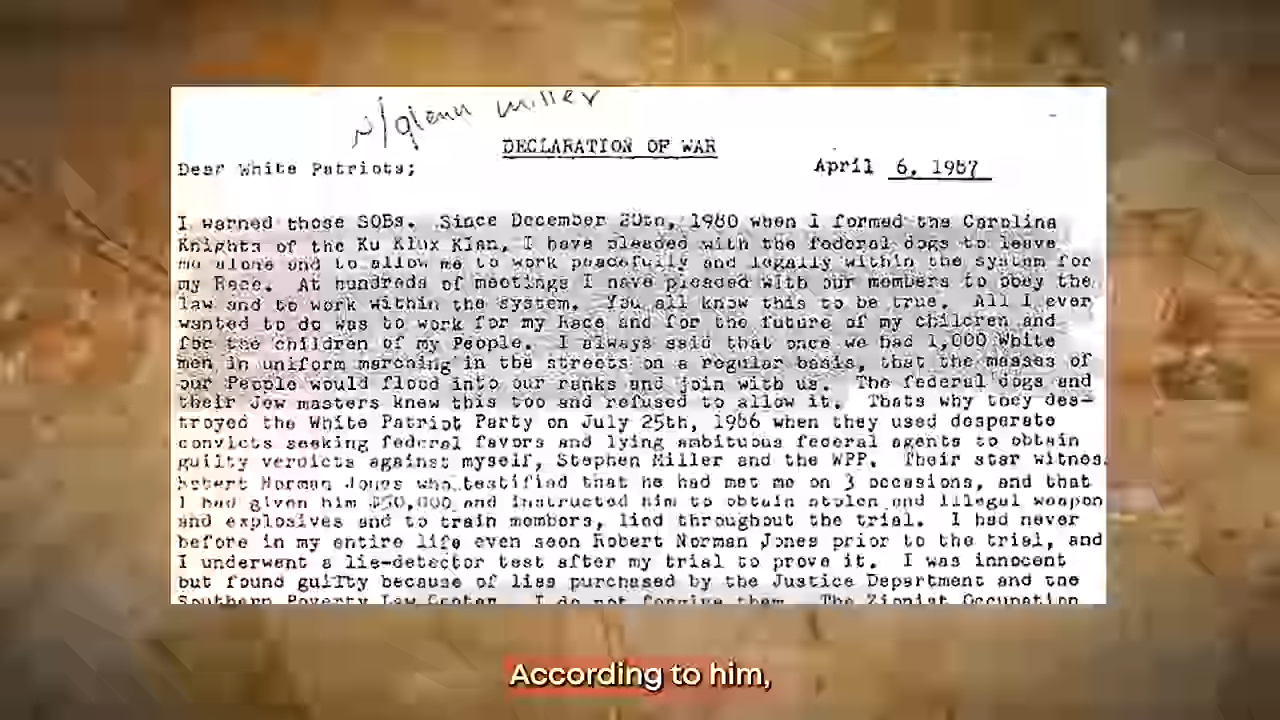 w/glenn miller
DECLARATION OF WAR
Dear White Patriots; April 6, 1987
I warned those SOBs. Since December 20th, 1980 when I formed the Carolina
Knights of the Ku Klux Klan, I have pleaded with the federal dogs to leave
me alone and to allow me to work peacefully and legally within the system for
my Race. At hundreds of meetings I have pleaded with our members to obey the
law and to work within the system. You all know this to be true. All I ever
wanted to do was to work for my Race and for the future of my children and
for the children of my People. I always said that once we had 1,000 White
men in uniform marching in the streets on a regular basis, that the masses of
our People would flood into our ranks and join with us. The federal dogs and
their Jew masters knew this too and refused to allow it. Thats why they des-
troyed the White Patriot Party on July 25th, 1986 when they used desperate
convicts seeking federal favors and lying ambituous federal agents to obtain
guilty verdicts against myself, Stephen Miller and the WPP. Their star witnes
Robert Norman Jones who testified that he had met me on 3 occasions, and that
I had given him $50,000 and instructed him to obtain stolen and illegal weapon
and explosives and to train members, lied throughout the trial. I had never
before in my entire life even seen Robert Norman Jones prior to the trial, and
I underwent a lie-detector test after my trial to prove it. I was innocent
but found guilty because of lies purchased by the Justice Department and the
Southern Poverty Law Center. I do not forgive them. The Zionist Occupation
According to him,